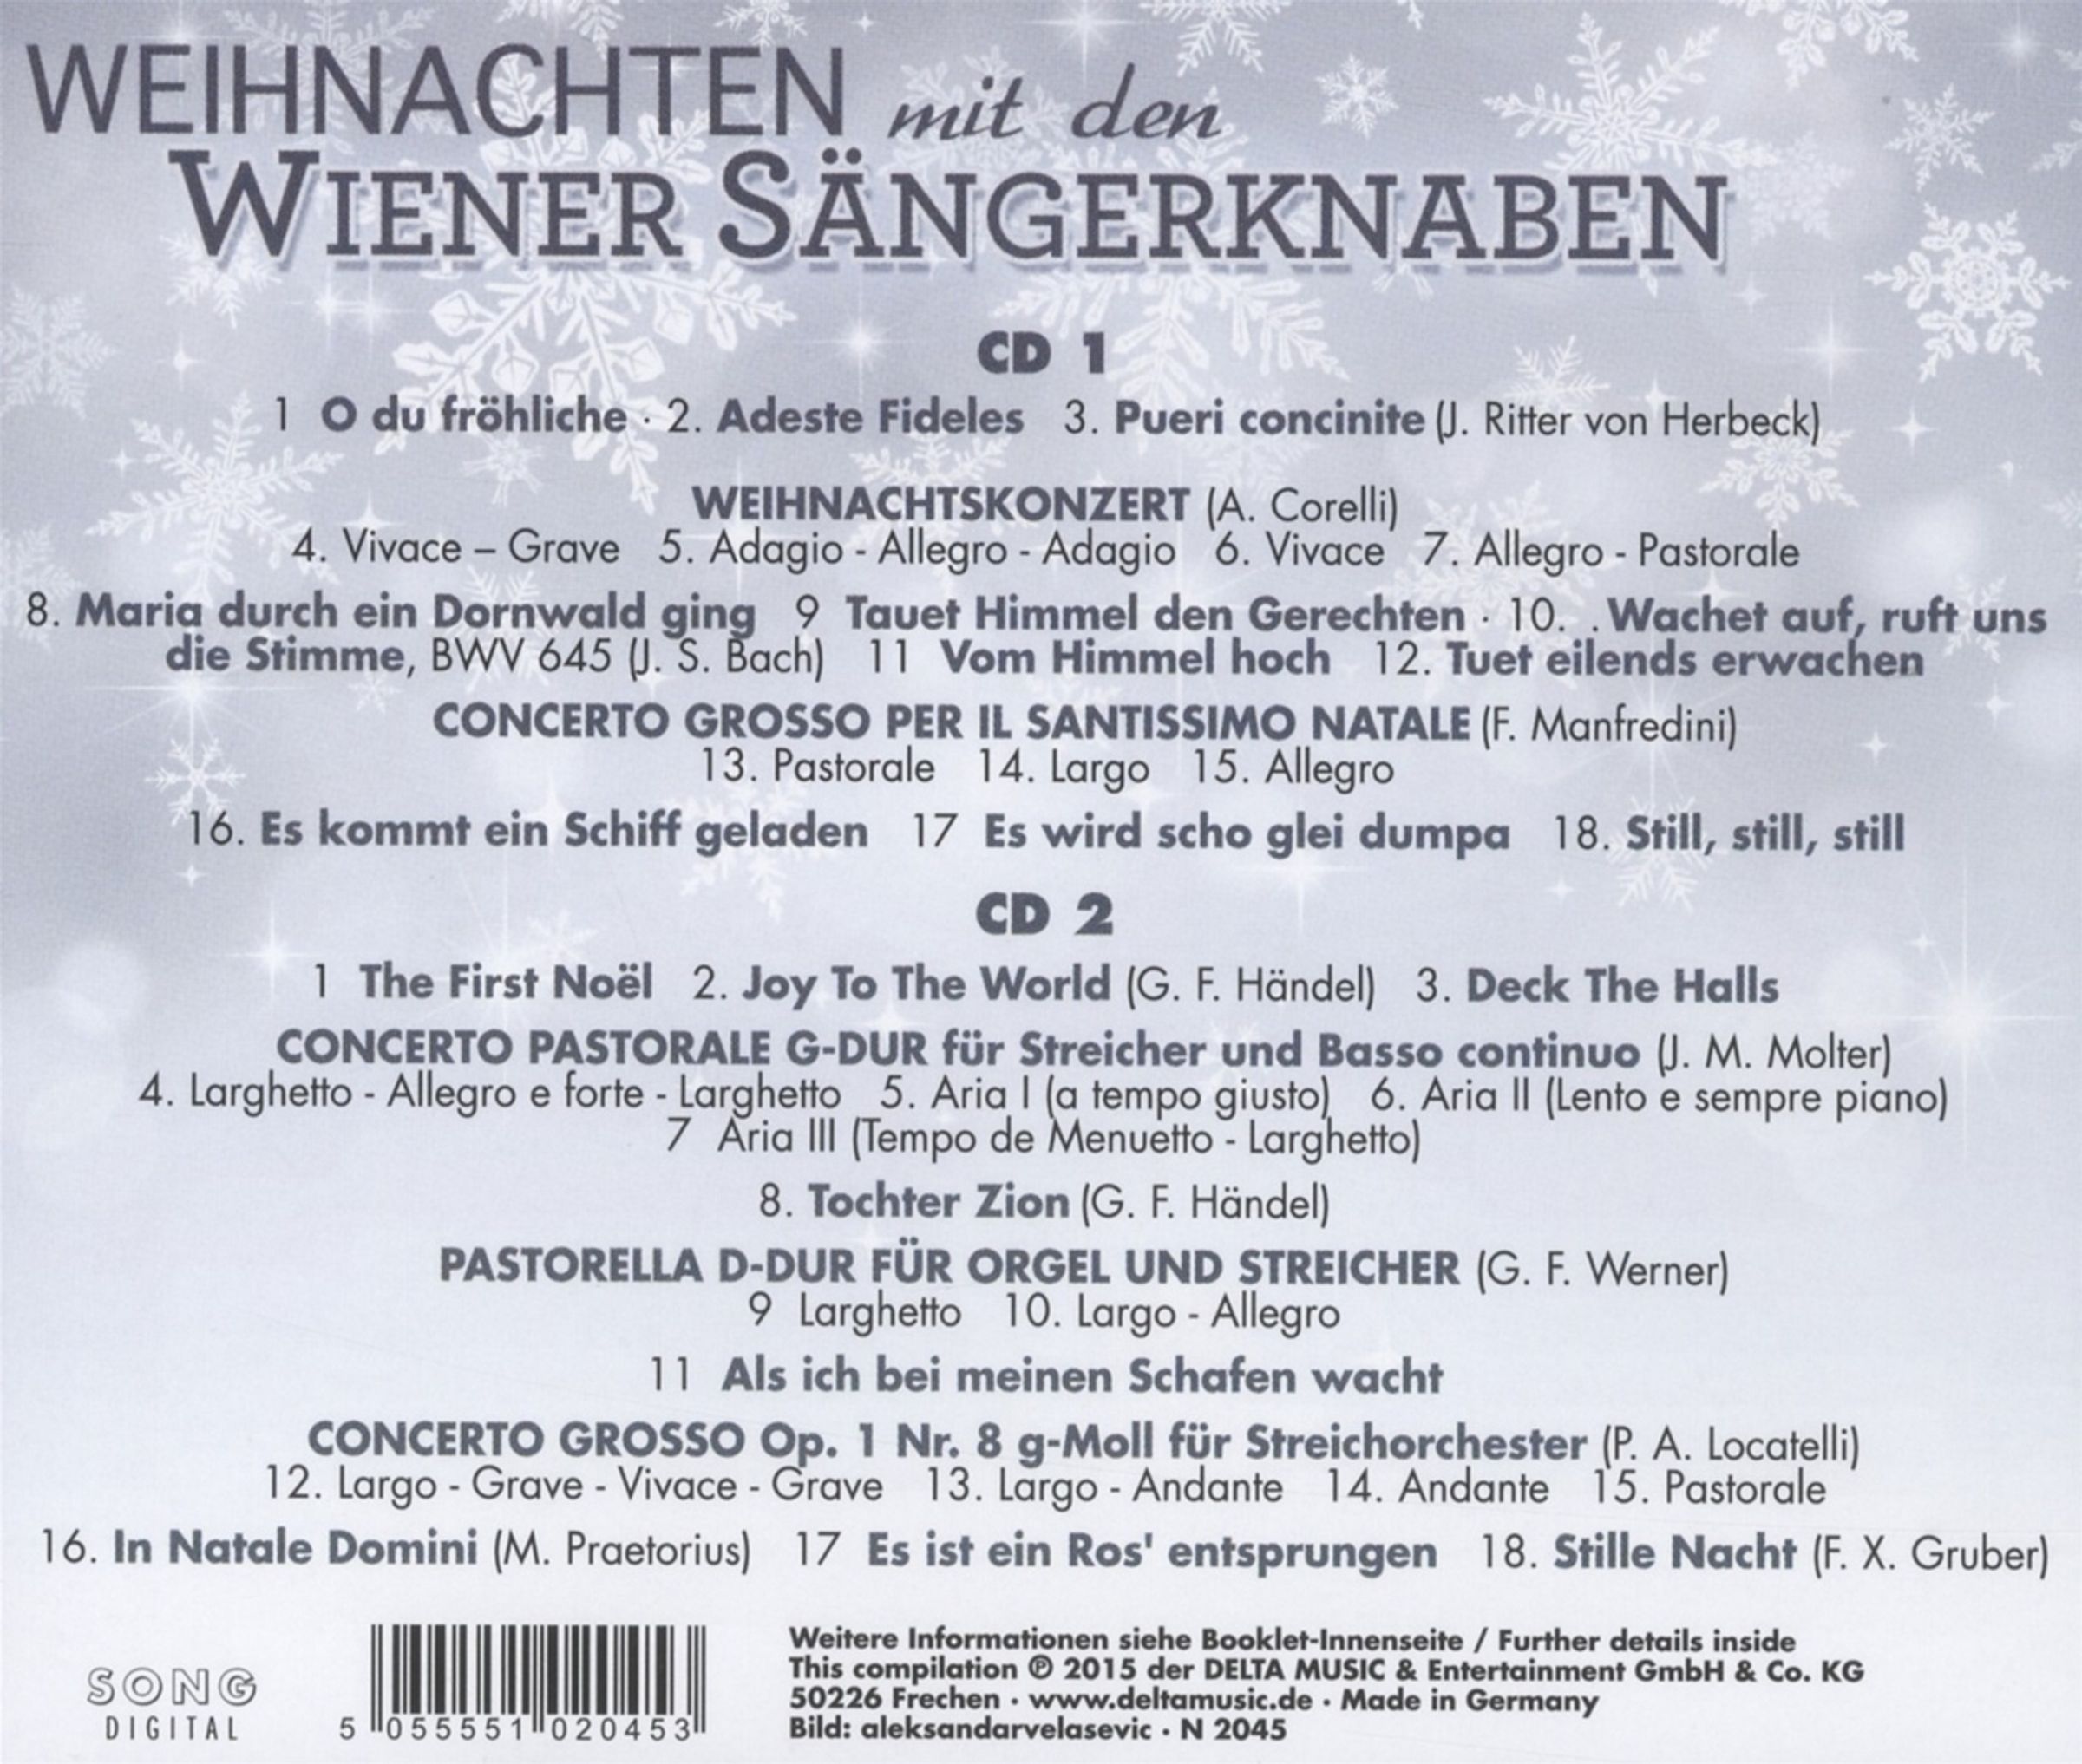 WEIHNACHTEN mit den
WIENER SÄNGERKNABEN
CD 1
1 O du fröhliche · 2. Adeste Fideles 3. Pueri concinite (J. Ritter von Herbeck)
WEIHNACHTSKONZERT (A. Corelli)
4. Vivace – Grave 5. Adagio - Allegro - Adagio 6. Vivace 7. Allegro - Pastorale
8. Maria durch ein Dornwald ging 9 Tauet Himmel den Gerechten · 10. . Wachet auf, ruft uns
die Stimme, BWV 645 (J. S. Bach) 11 Vom Himmel hoch 12. Tuet eilends erwachen
CONCERTO GROSSO PER IL SANTISSIMO NATALE (F. Manfredini)
13. Pastorale 14. Largo 15. Allegro
16. Es kommt ein Schiff geladen 17 Es wird scho glei dumpa 18. Still, still, still
CD 2
1 The First Noël 2. Joy To The World (G. F. Händel) 3. Deck The Halls
CONCERTO PASTORALE G-DUR für Streicher und Basso continuo (J. M. Molter)
4. Larghetto - Allegro e forte - Larghetto 5. Aria I (a tempo giusto) 6. Aria II (Lento e sempre piano)
7 Aria III (Tempo de Menuetto - Larghetto)
8. Tochter Zion (G. F. Händel)
PASTORELLA D-DUR FÜR ORGEL UND STREICHER (G. F. Werner)
9 Larghetto 10. Largo - Allegro
11 Als ich bei meinen Schafen wacht
CONCERTO GROSSO Op. 1 Nr. 8 g-Moll für Streichorchester (P. A. Locatelli)
12. Largo - Grave - Vivace - Grave 13. Largo - Andante 14. Andante 15. Pastorale
16. In Natale Domini (M. Praetorius) 17 Es ist ein Ros' entsprungen 18. Stille Nacht (F. X. Gruber)
SONG
DIGITAL
5 055551 020453
Weitere Informationen siehe Booklet-Innenseite / Further details inside
This compilation ℗ 2015 der DELTA MUSIC & Entertainment GmbH & Co. KG
50226 Frechen · www.deltamusic.de · Made in Germany
Bild: aleksandarvelasevic · N 2045